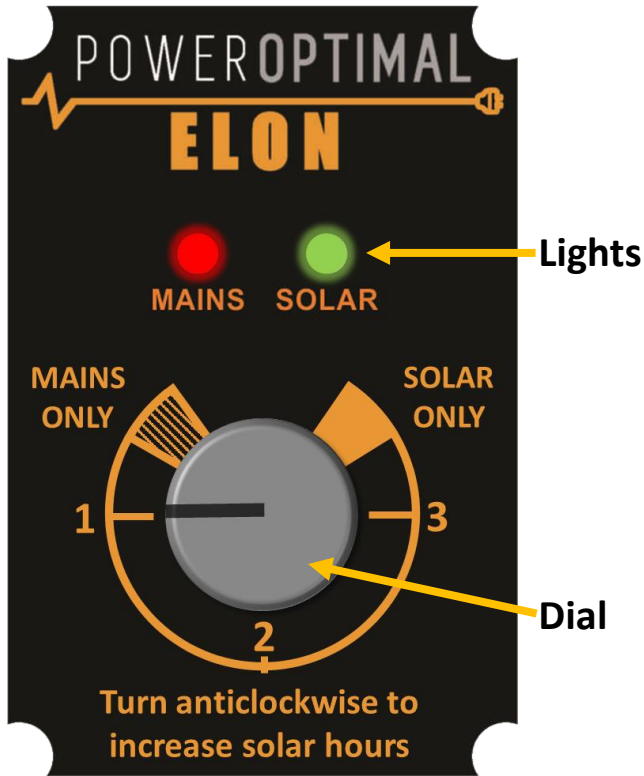 POWEROPTIMAL
ELON
Lights
MAINS SOLAR
MAINS
ONLY
SOLAR
ONLY
1
3
2
Dial
Turn anticlockwise to
increase solar hours